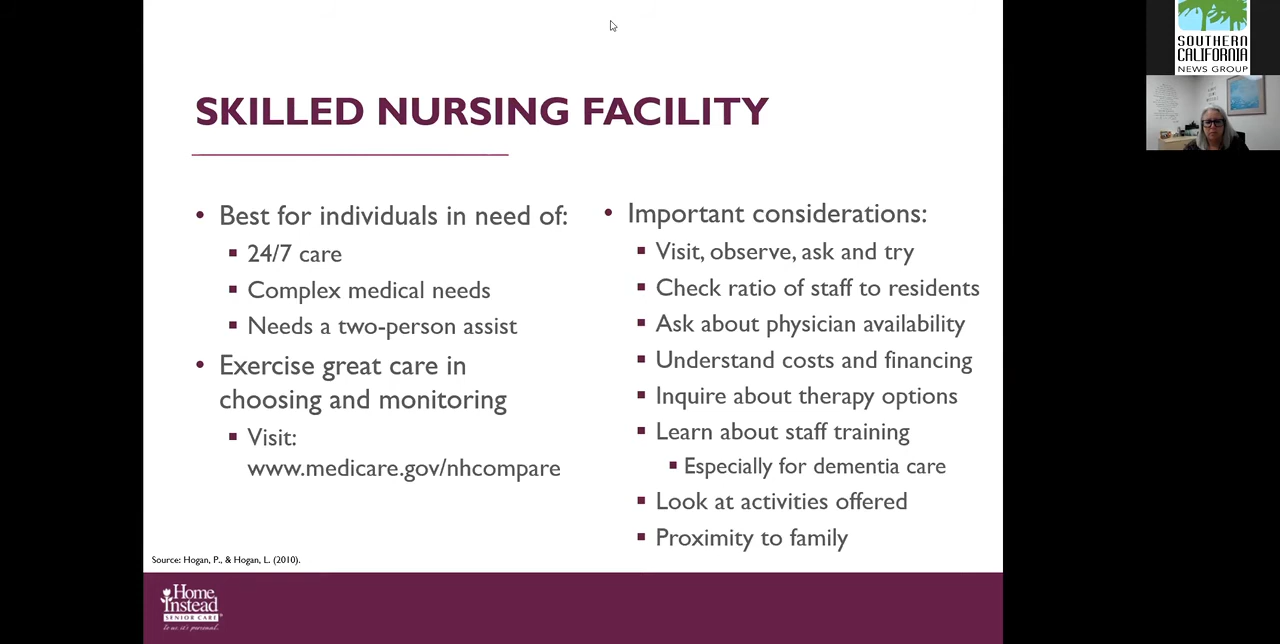 SKILLED NURSING FACILITY
Best for individuals in need of:
24/7 care
Complex medical needs
Needs a two-person assist
Exercise great care in
choosing and monitoring
Visit:
www.medicare.gov/nhcompare
Important considerations:
Visit, observe, ask and try
Check ratio of staff to residents
Ask about physician availability
Understand costs and financing
Inquire about therapy options
Learn about staff training
Especially for dementia care
Look at activities offered
Proximity to family
Source: Hogan, P., & Hogan, L. (2010).
Home
Instead
SENIOR CARE
to us it's personal.
SOUTHERN
CALIFORNIA
NEWS GROUP